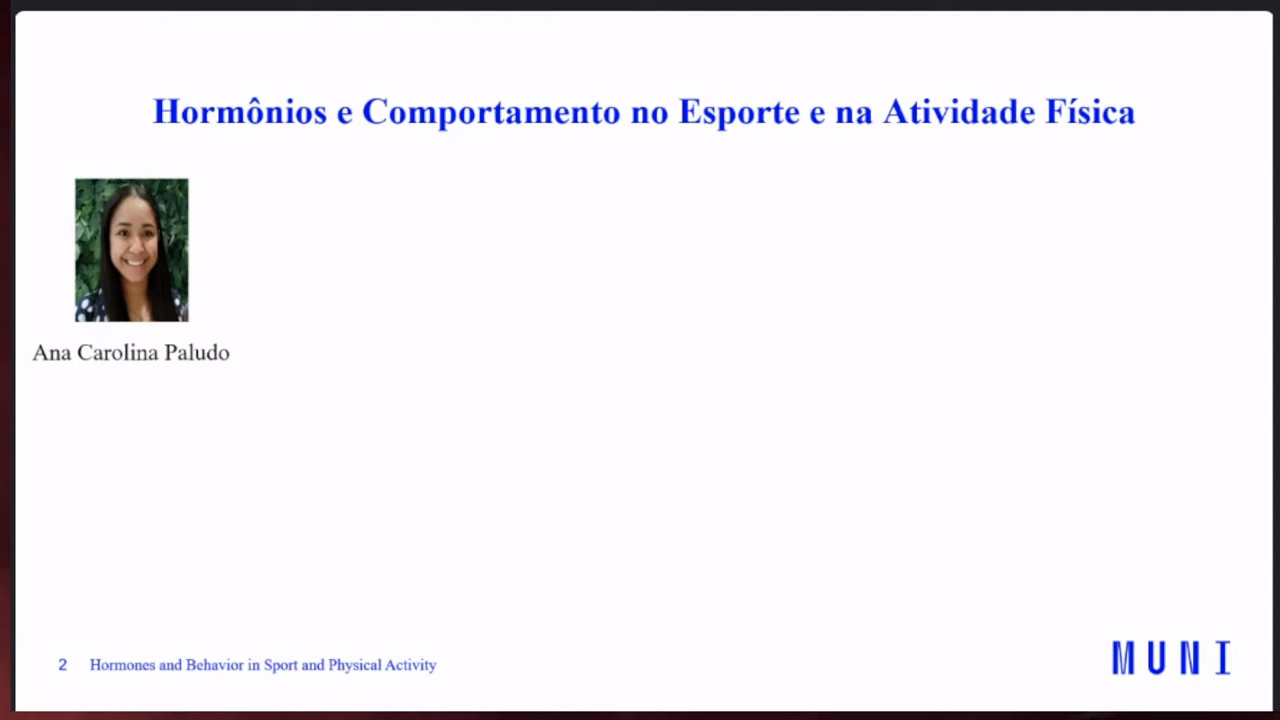 Hormônios e Comportamento no Esporte e na Atividade Física
Ana Carolina Paludo
2 Hormones and Behavior in Sport and Physical Activity
MUNI